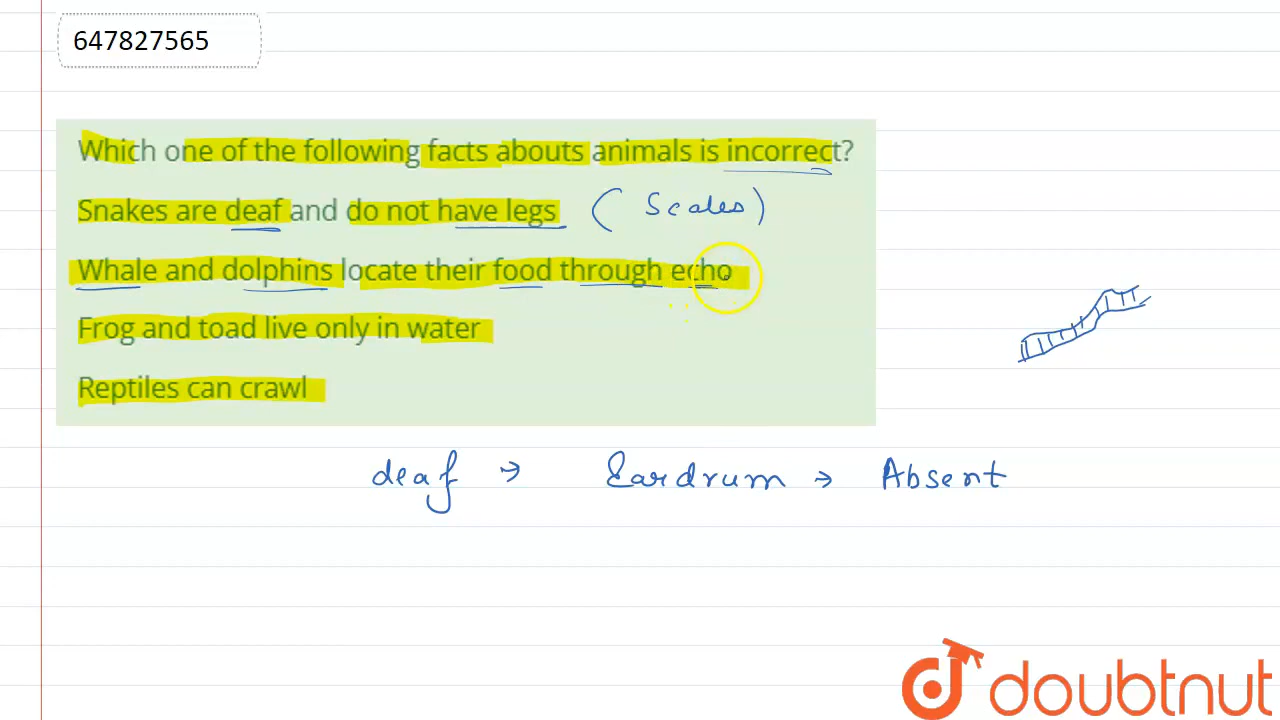 647827565
Which one of the following facts abouts animals is incorrect?
Snakes are deaf and do not have legs (Scales)
Whale and dolphins locate their food through echo
Frog and toad live only in water
Reptiles can crawl
deaf → Eardrum → Absent
doubtnut